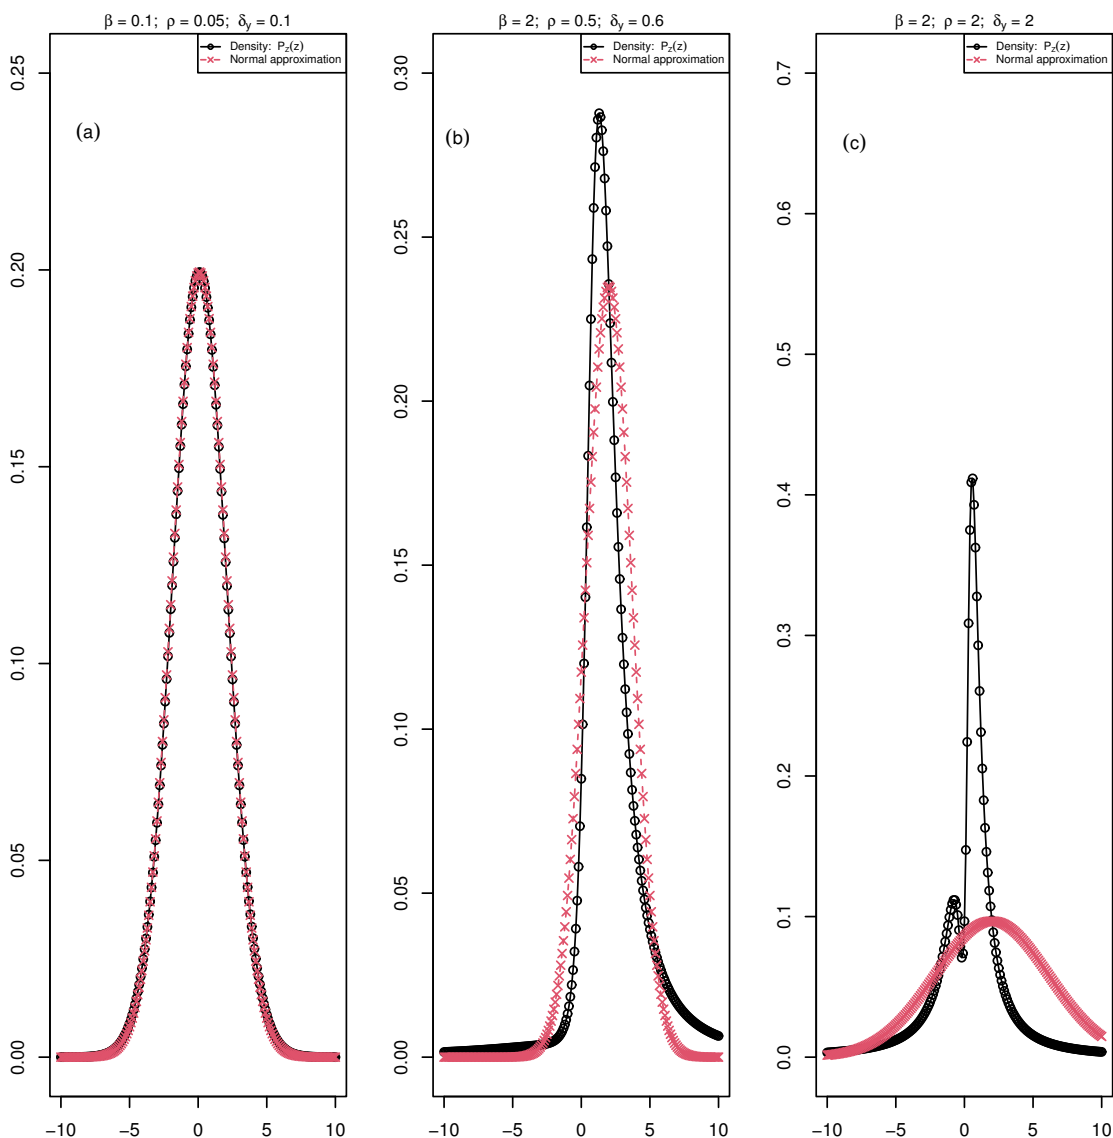 β = 0.1; ρ = 0.05; δy = 0.1
Density: Pz(z)
Normal approximation
(a)
0.25
0.20
0.15
0.10
0.05
0.00
−10 −5 0 5 10
β = 2; ρ = 0.5; δy = 0.6
Density: Pz(z)
Normal approximation
(b)
0.30
0.25
0.20
0.15
0.10
0.05
0.00
−10 −5 0 5 10
β = 2; ρ = 2; δy = 2
Density: Pz(z)
Normal approximation
(c)
0.7
0.6
0.5
0.4
0.3
0.2
0.1
0.0
−10 −5 0 5 10